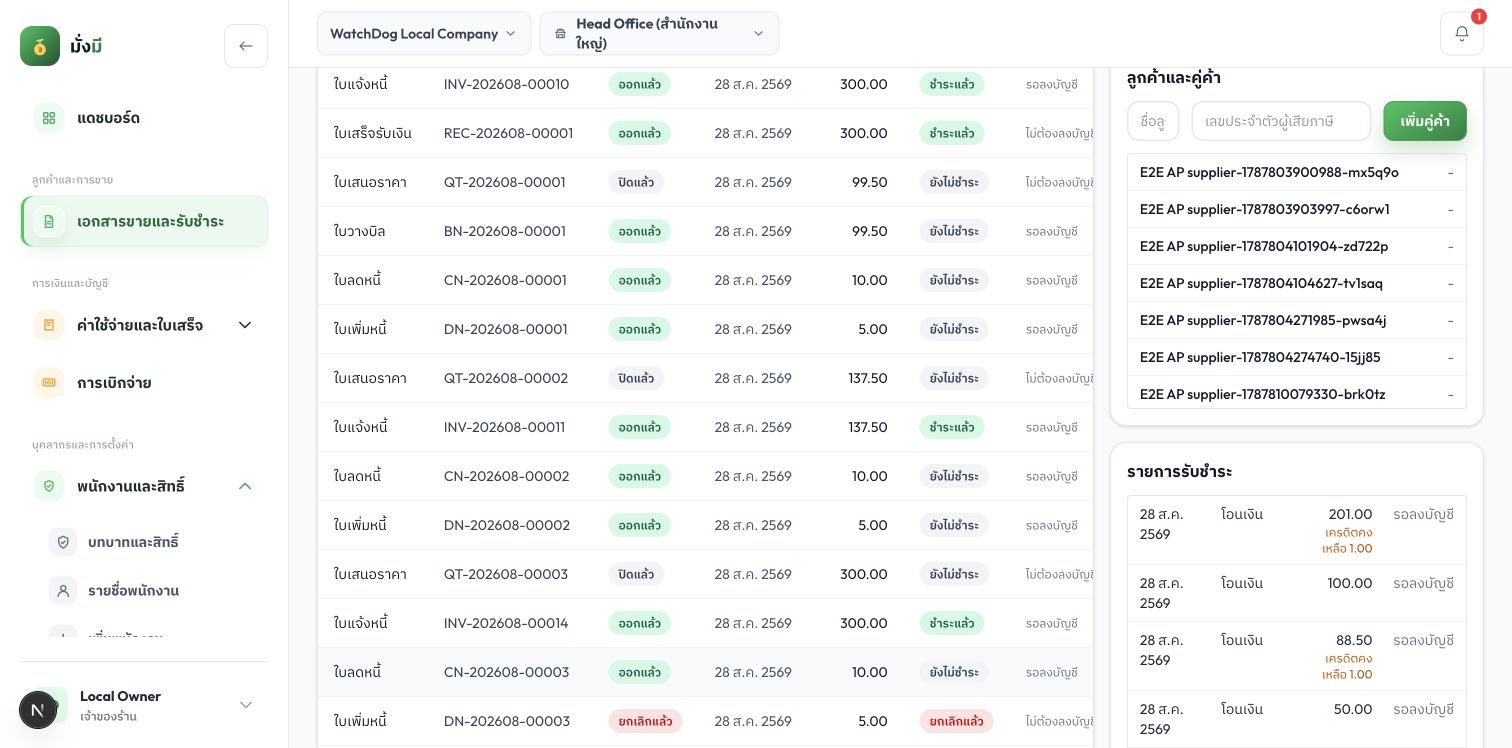 มั่งมี
แดชบอร์ด
ลูกค้าและการขาย
เอกสารขายและรับชำระ
การเงินและบัญชี
ค่าใช้จ่ายและใบเสร็จ
การเบิกจ่าย
บุคลากรและการตั้งค่า
พนักงานและสิทธิ์
บทบาทและสิทธิ์
รายชื่อพนักงาน
N
Local Owner
เจ้าของร้าน
WatchDog Local Company
Head Office (สำนักงาน
ใหญ่)
1
ใบแจ้งหนี้ INV-202608-00010 ออกแล้ว 28 ส.ค. 2569 300.00 ชำระแล้ว รอลงบัญชี
ใบเสร็จรับเงิน REC-202608-00001 ออกแล้ว 28 ส.ค. 2569 300.00 ชำระแล้ว ไม่ต้องลงบัญชี
ใบเสนอราคา QT-202608-00001 ปิดแล้ว 28 ส.ค. 2569 99.50 ยังไม่ชำระ ไม่ต้องลงบัญชี
ใบวางบิล BN-202608-00001 ออกแล้ว 28 ส.ค. 2569 99.50 ยังไม่ชำระ รอลงบัญชี
ใบลดหนี้ CN-202608-00001 ออกแล้ว 28 ส.ค. 2569 10.00 ยังไม่ชำระ รอลงบัญชี
ใบเพิ่มหนี้ DN-202608-00001 ออกแล้ว 28 ส.ค. 2569 5.00 ยังไม่ชำระ รอลงบัญชี
ใบเสนอราคา QT-202608-00002 ปิดแล้ว 28 ส.ค. 2569 137.50 ยังไม่ชำระ ไม่ต้องลงบัญชี
ใบแจ้งหนี้ INV-202608-00011 ออกแล้ว 28 ส.ค. 2569 137.50 ชำระแล้ว รอลงบัญชี
ใบลดหนี้ CN-202608-00002 ออกแล้ว 28 ส.ค. 2569 10.00 ยังไม่ชำระ รอลงบัญชี
ใบเพิ่มหนี้ DN-202608-00002 ออกแล้ว 28 ส.ค. 2569 5.00 ยังไม่ชำระ รอลงบัญชี
ใบเสนอราคา QT-202608-00003 ปิดแล้ว 28 ส.ค. 2569 300.00 ยังไม่ชำระ ไม่ต้องลงบัญชี
ใบแจ้งหนี้ INV-202608-00014 ออกแล้ว 28 ส.ค. 2569 300.00 ชำระแล้ว รอลงบัญชี
ใบลดหนี้ CN-202608-00003 ออกแล้ว 28 ส.ค. 2569 10.00 ยังไม่ชำระ รอลงบัญชี
ใบเพิ่มหนี้ DN-202608-00003 ยกเลิกแล้ว 28 ส.ค. 2569 5.00 ยกเลิกแล้ว ไม่ต้องลงบัญชี
ลูกค้าและคู่ค้า
ชื่อลู เลขประจำตัวผู้เสียภาษี เพิ่มคู่ค้า
E2E AP supplier-1787803900988-mx5q9o -
E2E AP supplier-1787803903997-c6orw1 -
E2E AP supplier-1787804101904-zd722p -
E2E AP supplier-1787804104627-tv1saq -
E2E AP supplier-1787804271985-pwsa4j -
E2E AP supplier-1787804274740-15jj85 -
E2E AP supplier-1787810079330-brk0tz -
รายการรับชำระ
28 ส.ค. โอนเงิน 201.00 รอลงบัญชี
2569 เครดิตคง
เหลือ 1.00
28 ส.ค. โอนเงิน 100.00 รอลงบัญชี
2569
28 ส.ค. โอนเงิน 88.50 รอลงบัญชี
2569 เครดิตคง
เหลือ 1.00
28 ส.ค. โอนเงิน 50.00 รอลงบัญชี
2569